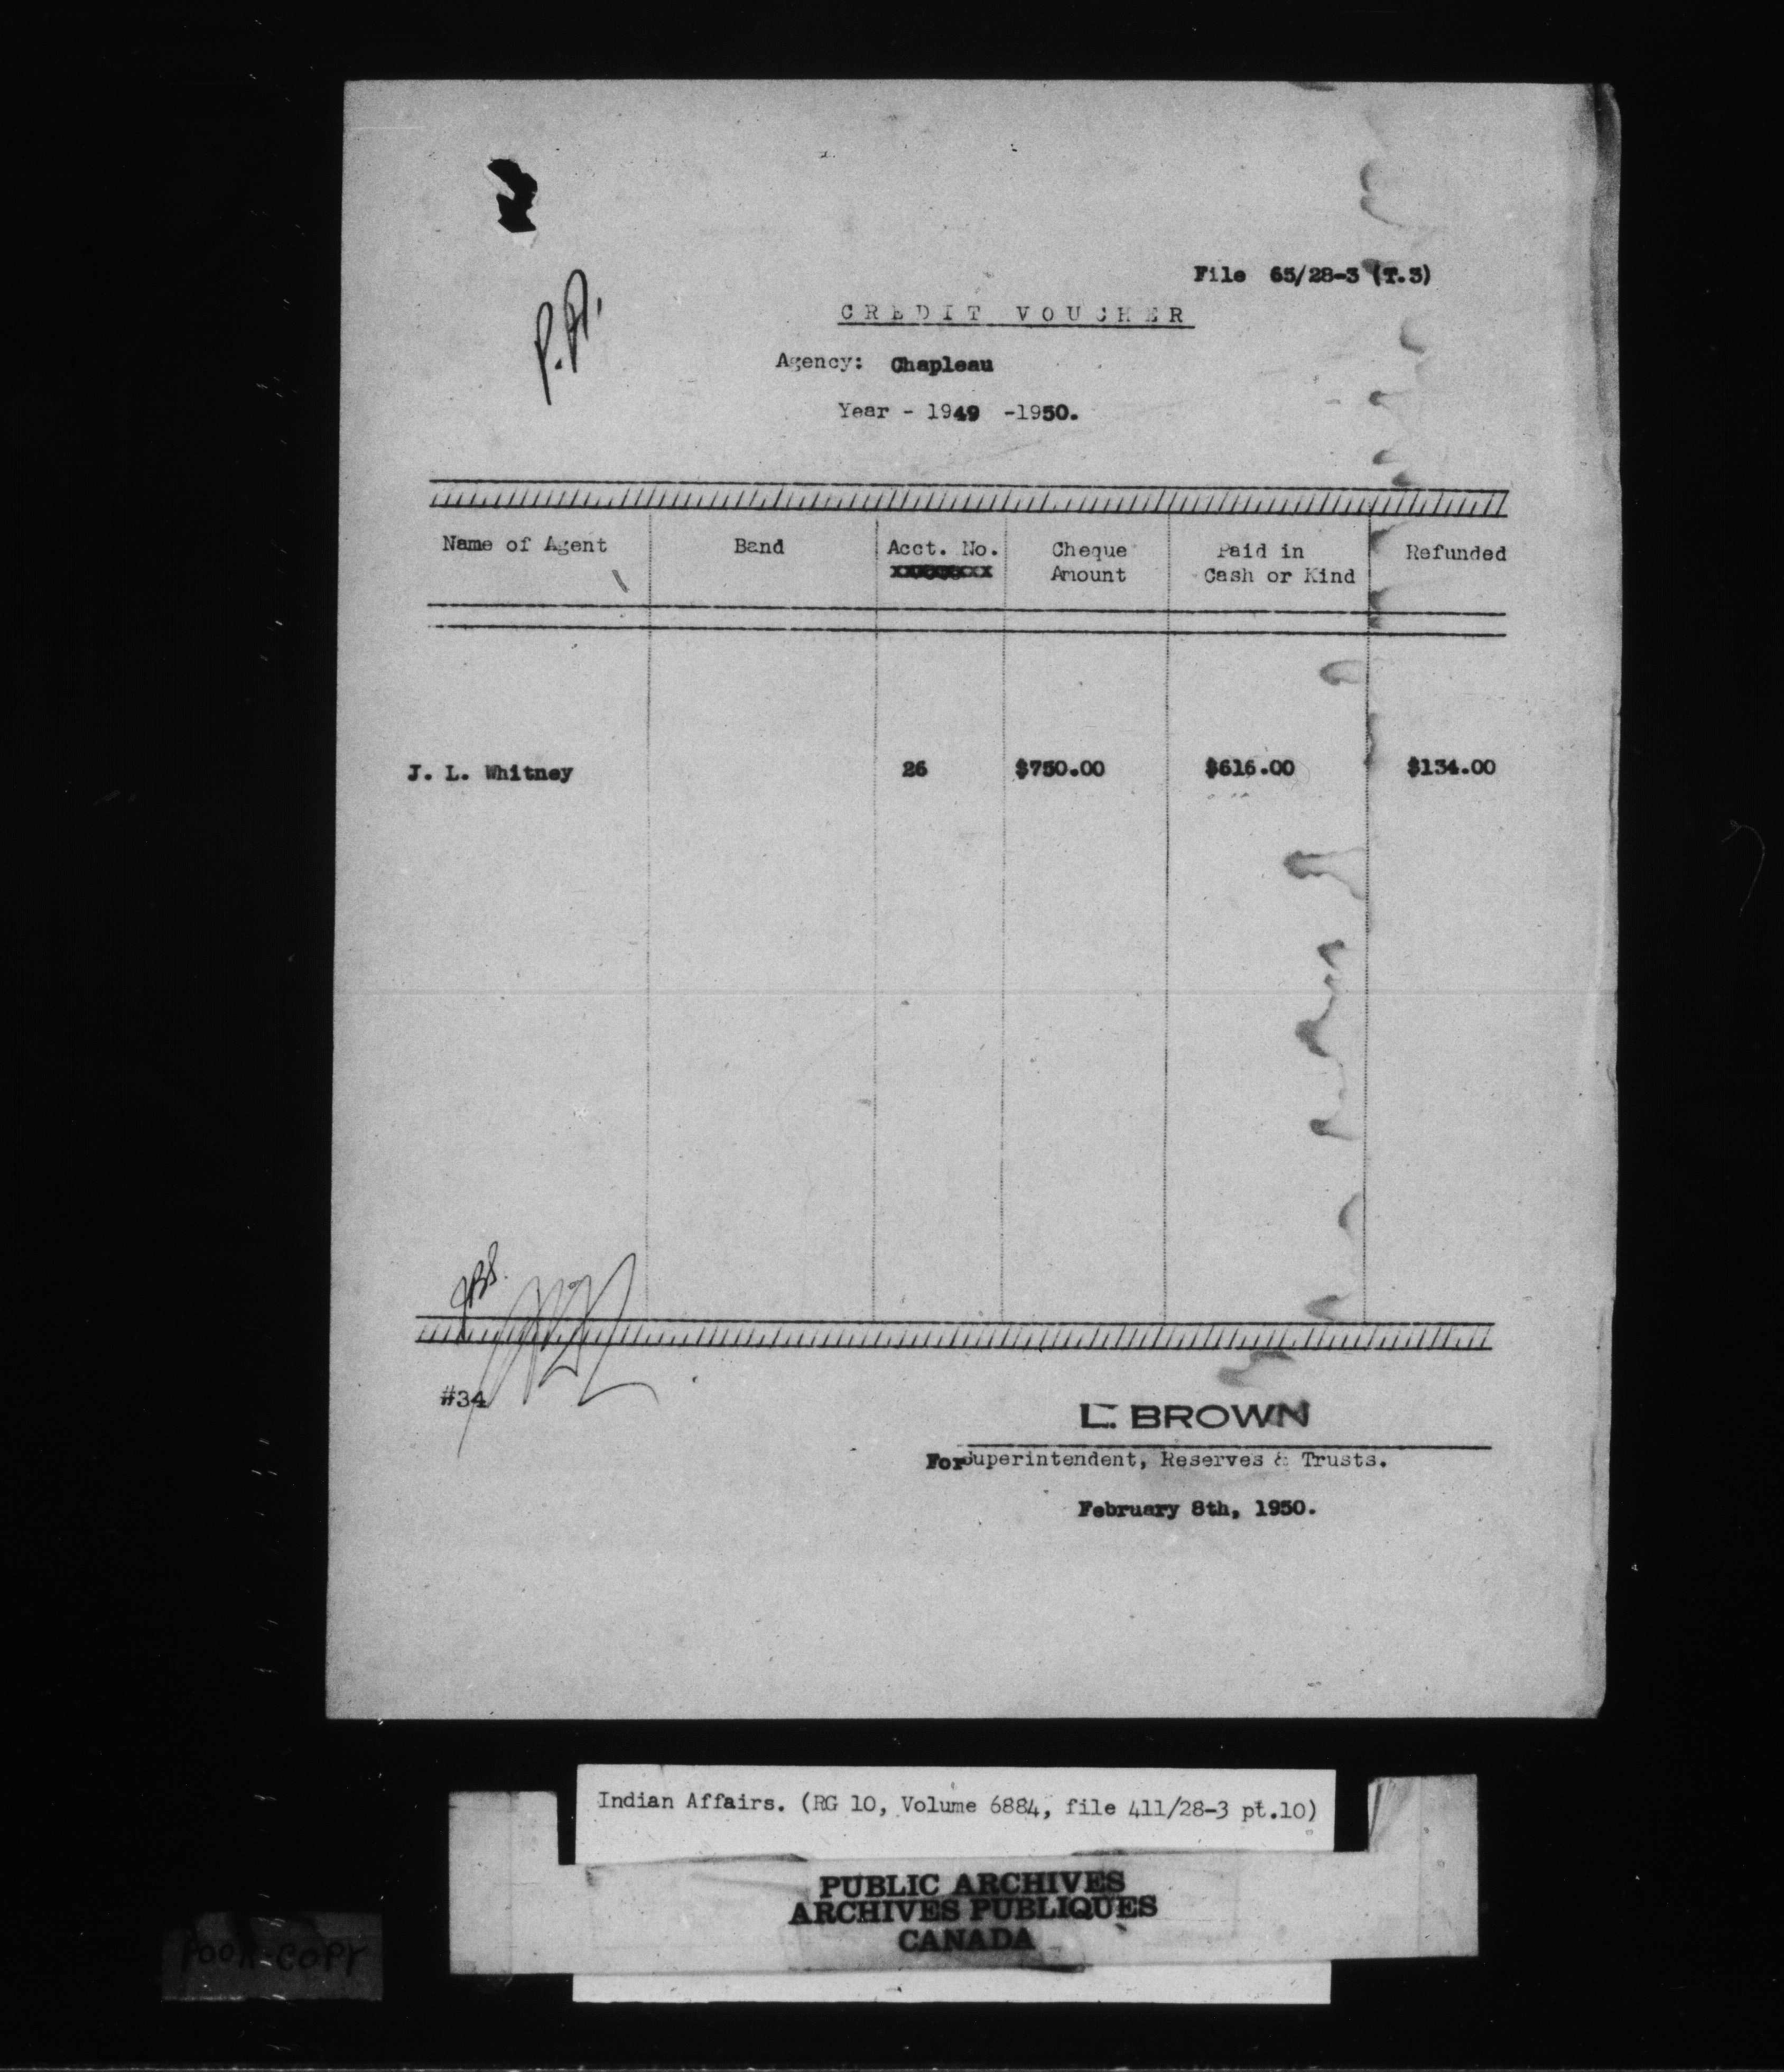 File 65/28-3 (T.3)
P.A.
CREDIT VOUCHER
Agency: Chapleau
Year - 1949 -1950.
Name of Agent Band Acct. No. Cheque Paid in Refunded
xxxxxxxx Amount Cash or Kind
J. L. Whitney 26 $750.00 $616.00 $134.00
#34
L. BROWN
For Superintendent, Reserves & Trusts.
February 8th, 1950.
Indian Affairs. (RG 10, Volume 6884, file 411/28-3 pt.10)
PUBLIC ARCHIVES
ARCHIVES PUBLIQUES
CANADA
POOR COPY